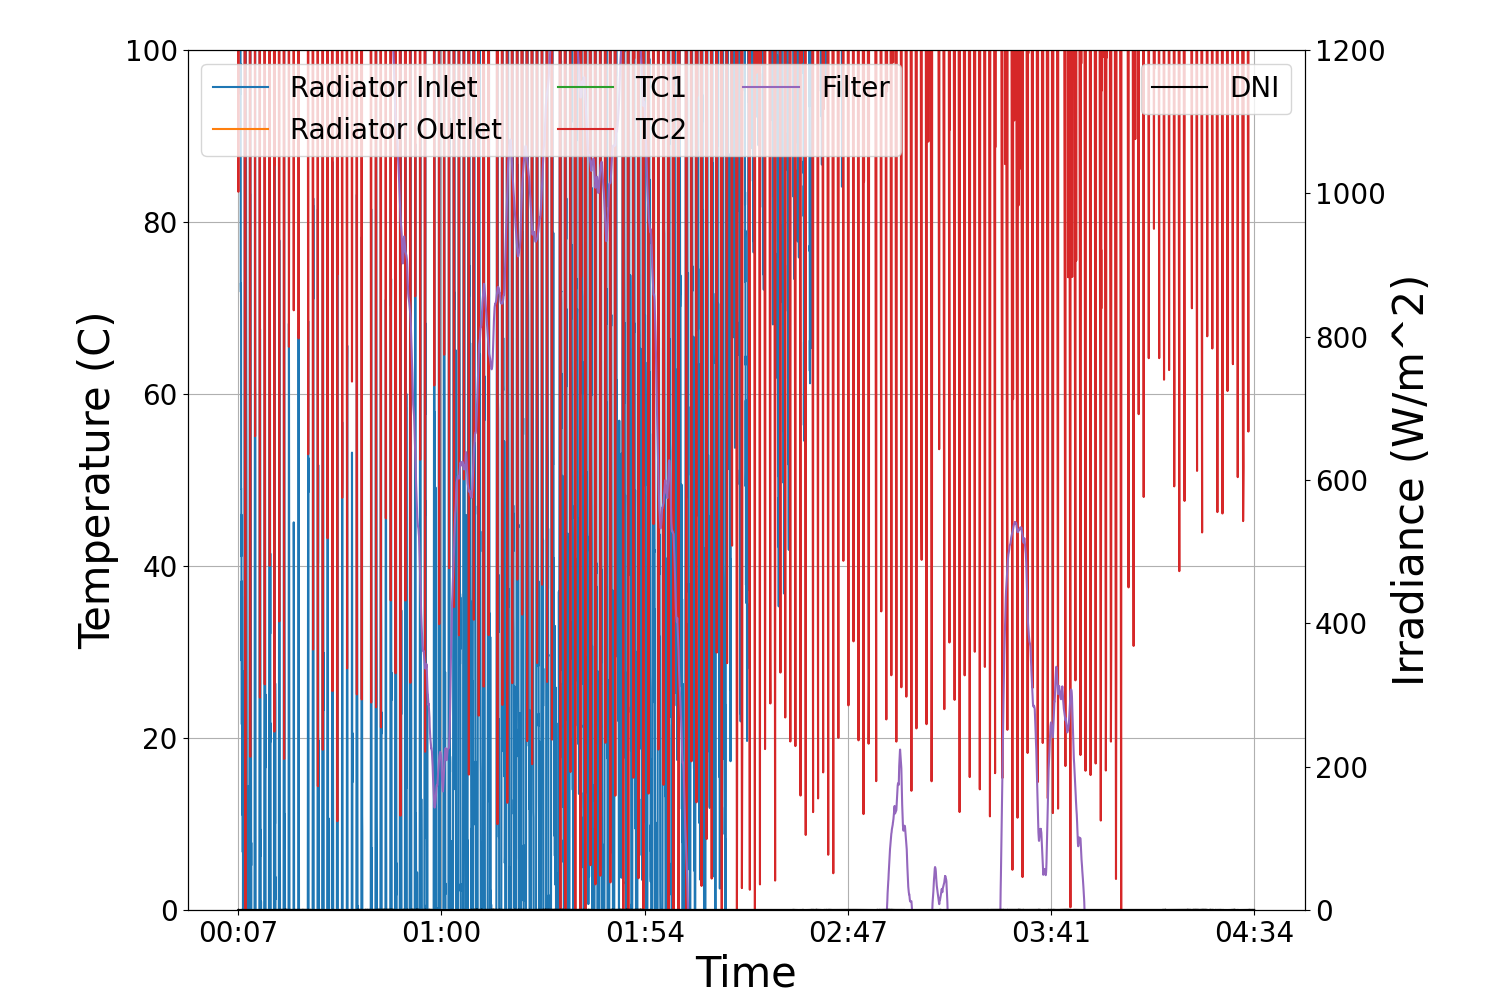 100
80
60
40
20
0
Temperature (C)
Radiator Inlet
Radiator Outlet
TC1
TC2
Filter
DNI
1200
1000
800
600
400
200
0
Irradiance (W/m^2)
00:07
01:00
01:54
02:47
03:41
04:34
Time